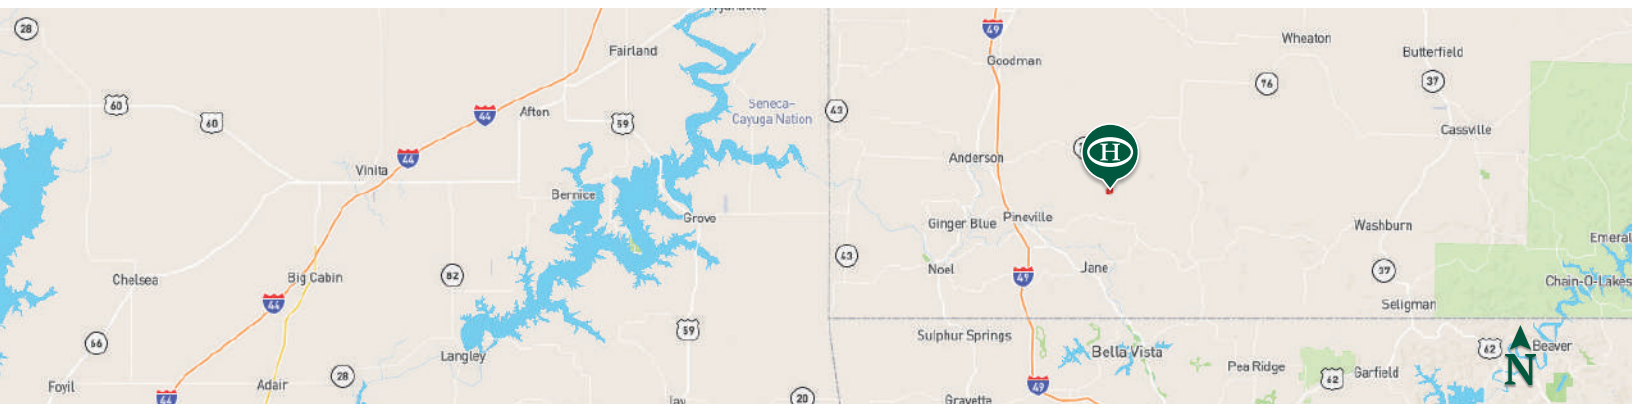 Wyandotte
28
49
Wheaton
Fairland
Butterfield
Goodman
76
37
60
Seneca-
Cayuga Nation
43
44
Afton
60
59
Cassville
H
44
Anderson
Vinita
Bernice
Grove
Ginger Blue
Pineville
Washburn
Emeral
43
Noel
Jane
37
82
49
Chelsea
Big Cabin
Chain-O-Lakes
44
Seligman
59
Sulphur Springs
66
62
Beaver
Langley
Bella Vista
Pea Ridge
Garfield
N
28
62
Foyil
Adair
49
44
20
Jay
Gravette